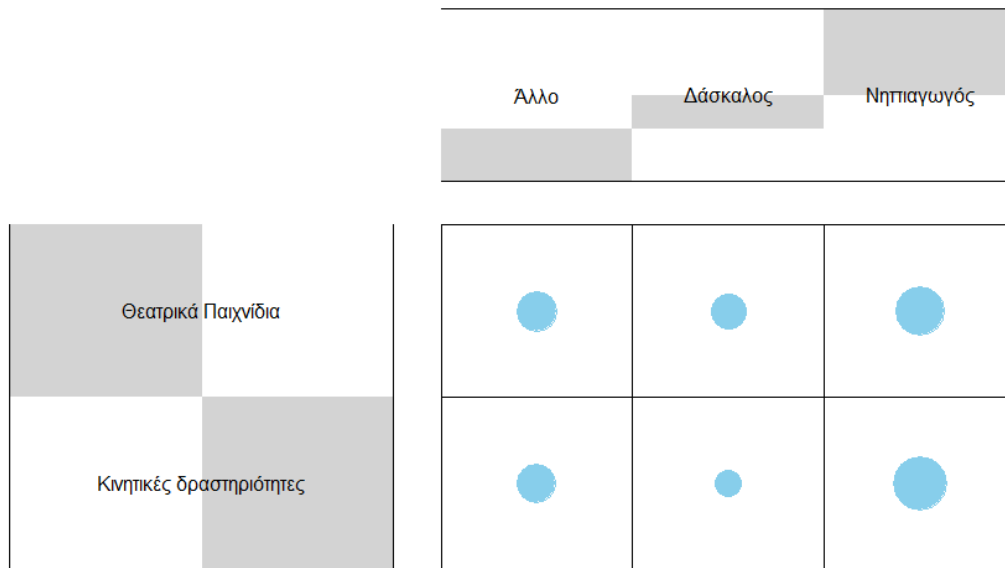 Άλλο
Δάσκαλος
Νηπιαγωγός
Θεατρικά Παιχνίδια
Κινητικές δραστηριότητες